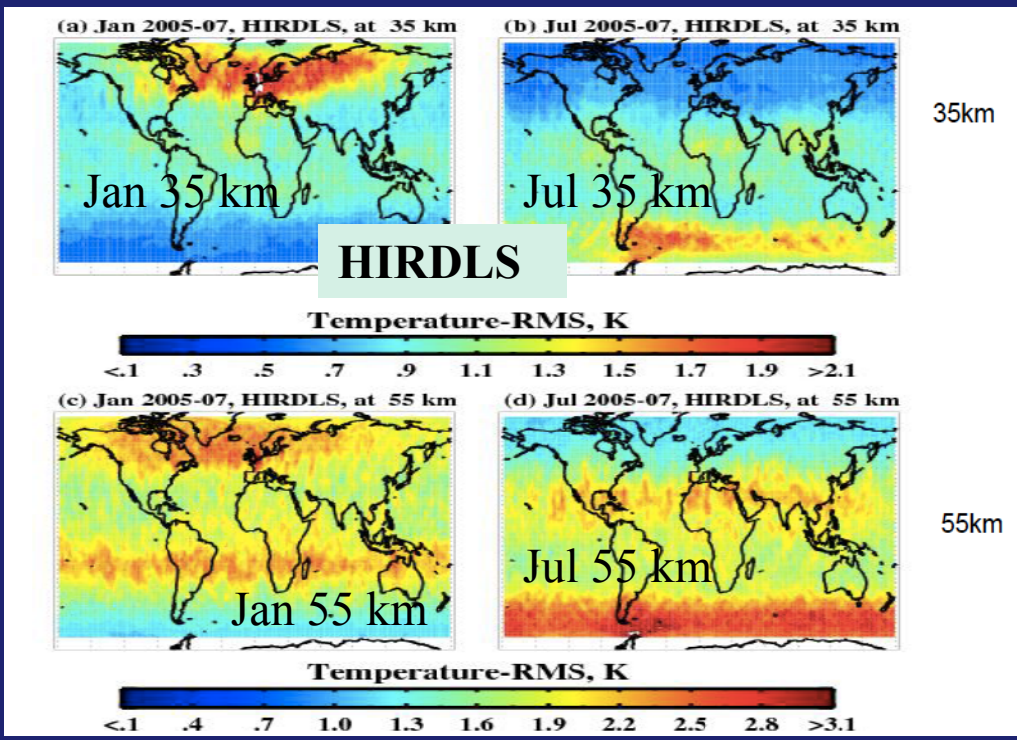 (a) Jan 2005-07, HIRDLS, at 35 km
(b) Jul 2005-07, HIRDLS, at 35 km
35km
Jan 35 km
Jul 35 km
HIRDLS
Temperature-RMS, K
<.1 .3 .5 .7 .9 1.1 1.3 1.5 1.7 1.9 >2.1
(c) Jan 2005-07, HIRDLS, at 55 km
(d) Jul 2005-07, HIRDLS, at 55 km
55km
Jul 55 km
Jan 55 km
Temperature-RMS, K
<.1 .4 .7 1.0 1.3 1.6 1.9 2.2 2.5 2.8 >3.1